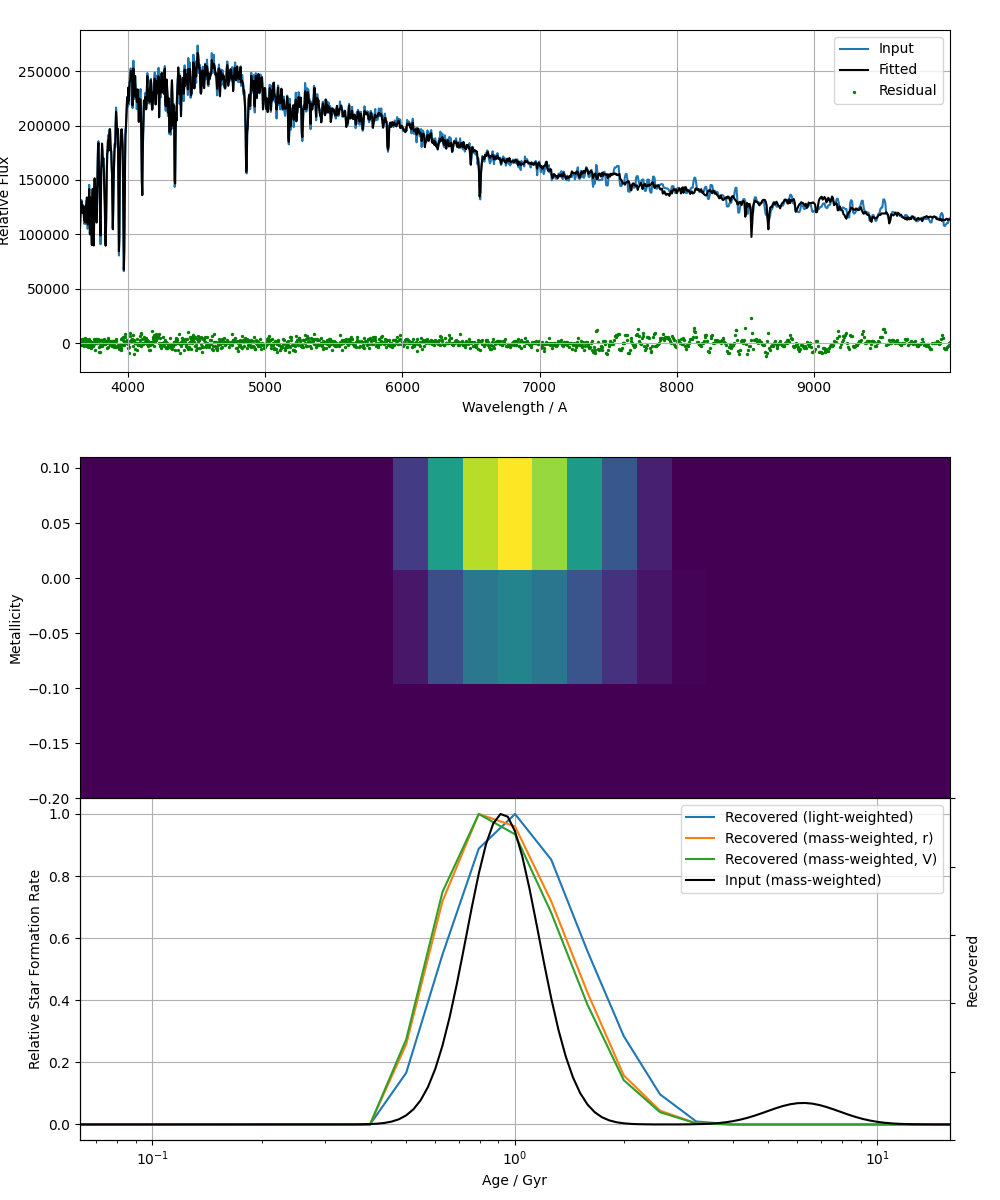 250000
200000
150000
100000
50000
0
Relative Flux
Input
Fitted
Residual
4000 5000 6000 7000 8000 9000
Wavelength / A
0.10
0.05
0.00
−0.05
−0.10
−0.15
−0.20
Metallicity
1.0
0.8
0.6
0.4
0.2
0.0
Relative Star Formation Rate
Recovered (light-weighted)
Recovered (mass-weighted, r)
Recovered (mass-weighted, V)
Input (mass-weighted)
Recovered
10⁻¹ 10⁰ 10¹
Age / Gyr